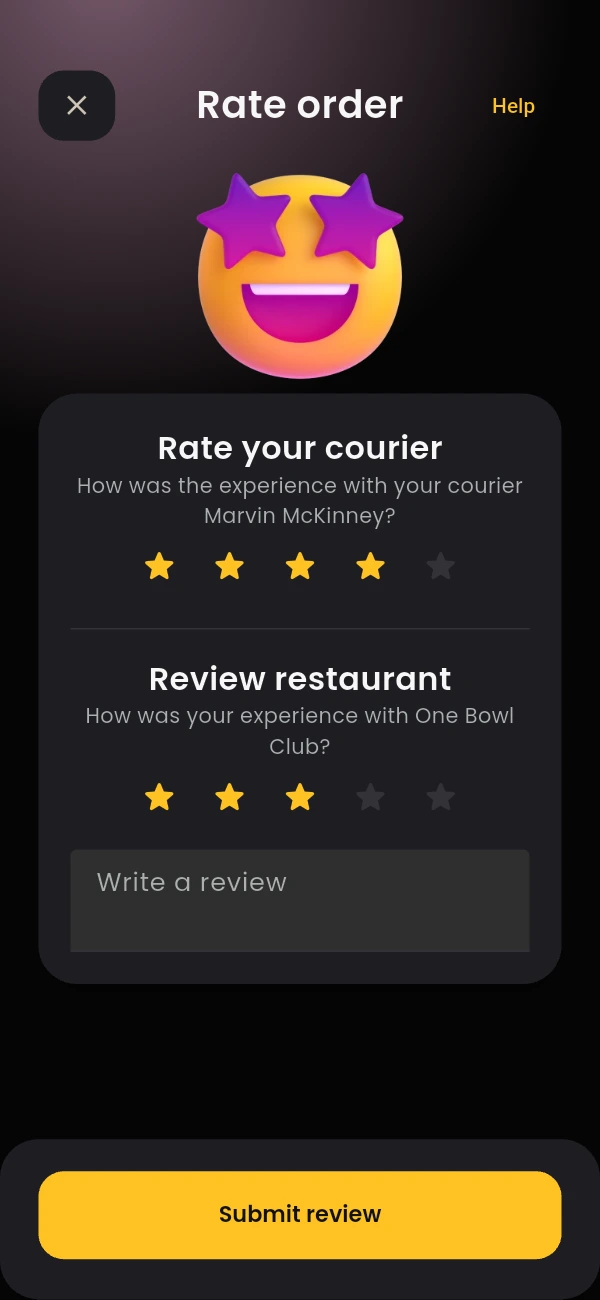 Rate order
Help
Rate your courier
How was the experience with your courier
Marvin McKinney?
Review restaurant
How was your experience with One Bowl
Club?
Write a review
Submit review